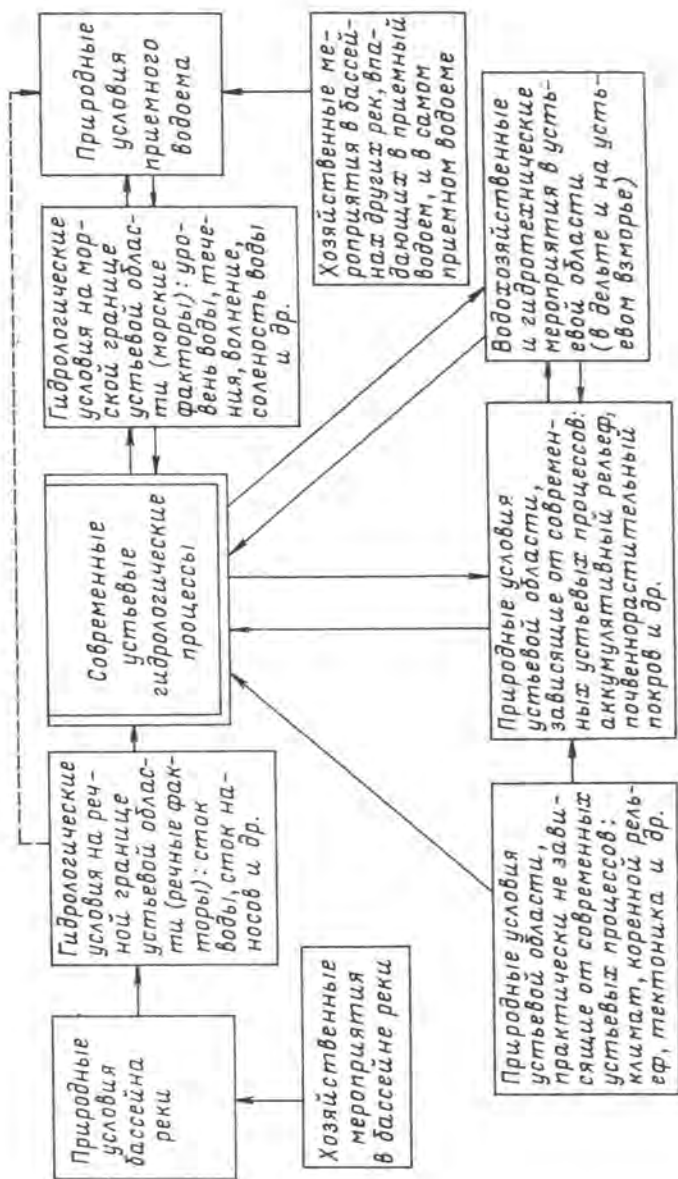 Природные
условия
бассейна
реки
Хозяйственные
мероприятия
в бассейне реки
Гидрологические
условия на реч-
ной границе
устьевой облас-
ти (речные фак-
торы): сток
воды, сток на-
носов и др.
Современные
устьевые
гидрологические
процессы
Гидрологические
условия на мор-
ской границе
устьевой облас-
ти (морские
факторы): уро-
вень воды, тече-
ния, волнение,
соленость воды
и др.
Природные
условия
приемного
водоема
Хозяйственные ме-
роприятия в бассей-
нах других рек, впа-
дающих в приемный
водоем, и в самом
приемном водоеме
Природные условия
устьевой области,
практически не зави-
сящие от современных
устьевых процессов:
климат, коренной рель-
еф, тектоника и др.
Природные условия
устьевой области,
зависящие от современ-
ных устьевых процессов:
аккумулятивный рельеф,
почвеннорастительный
покров и др.
Водохозяйственные
и гидротехнические
мероприятия в усть-
евой области
(в дельте и на усть-
евом взморье)